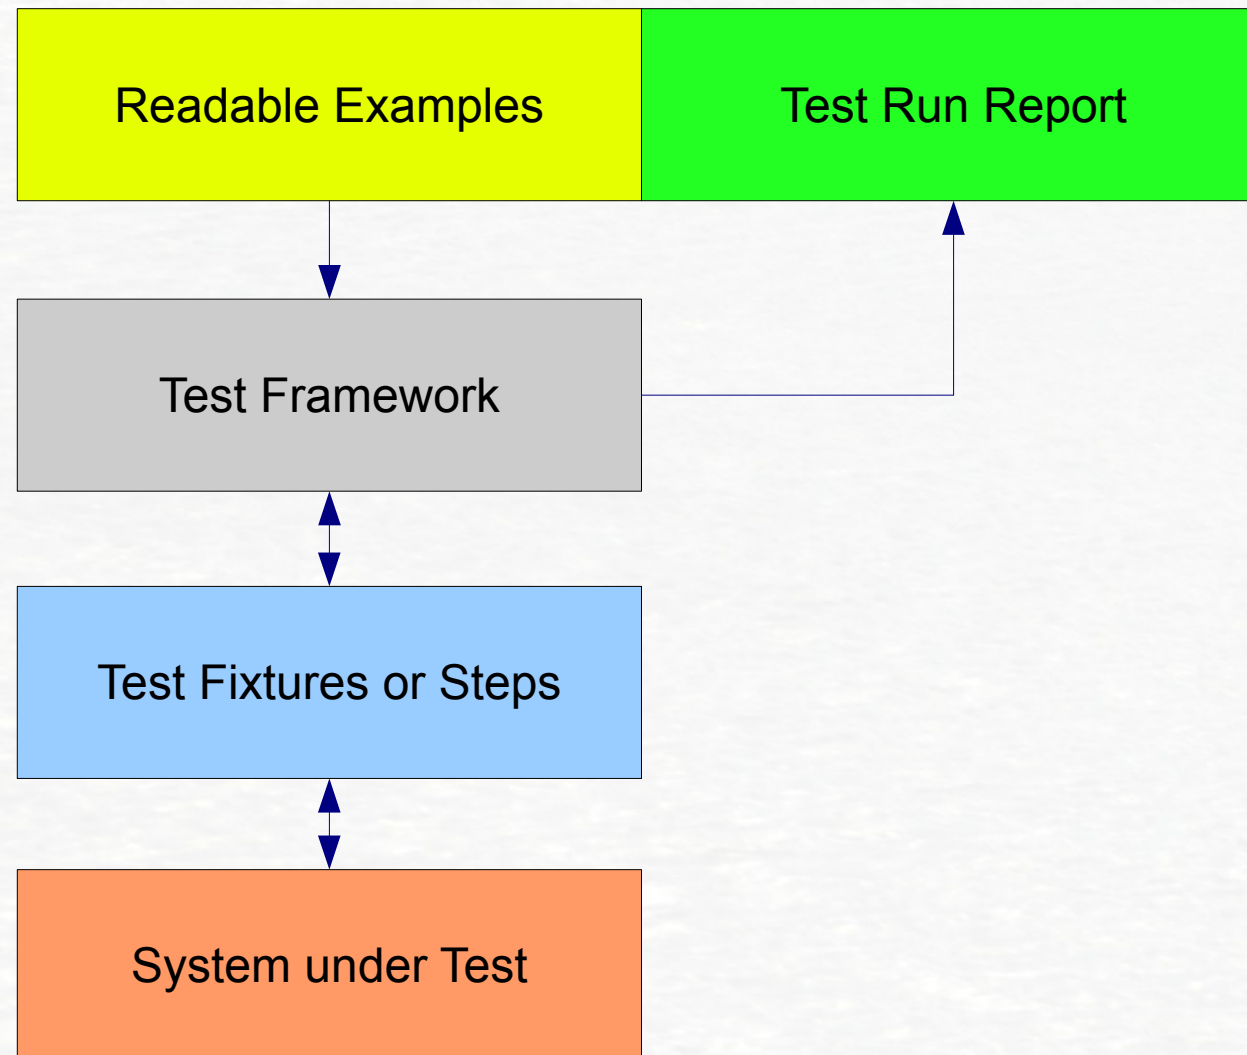 Readable Examples
Test Run Report
Test Framework
Test Fixtures or Steps
System under Test